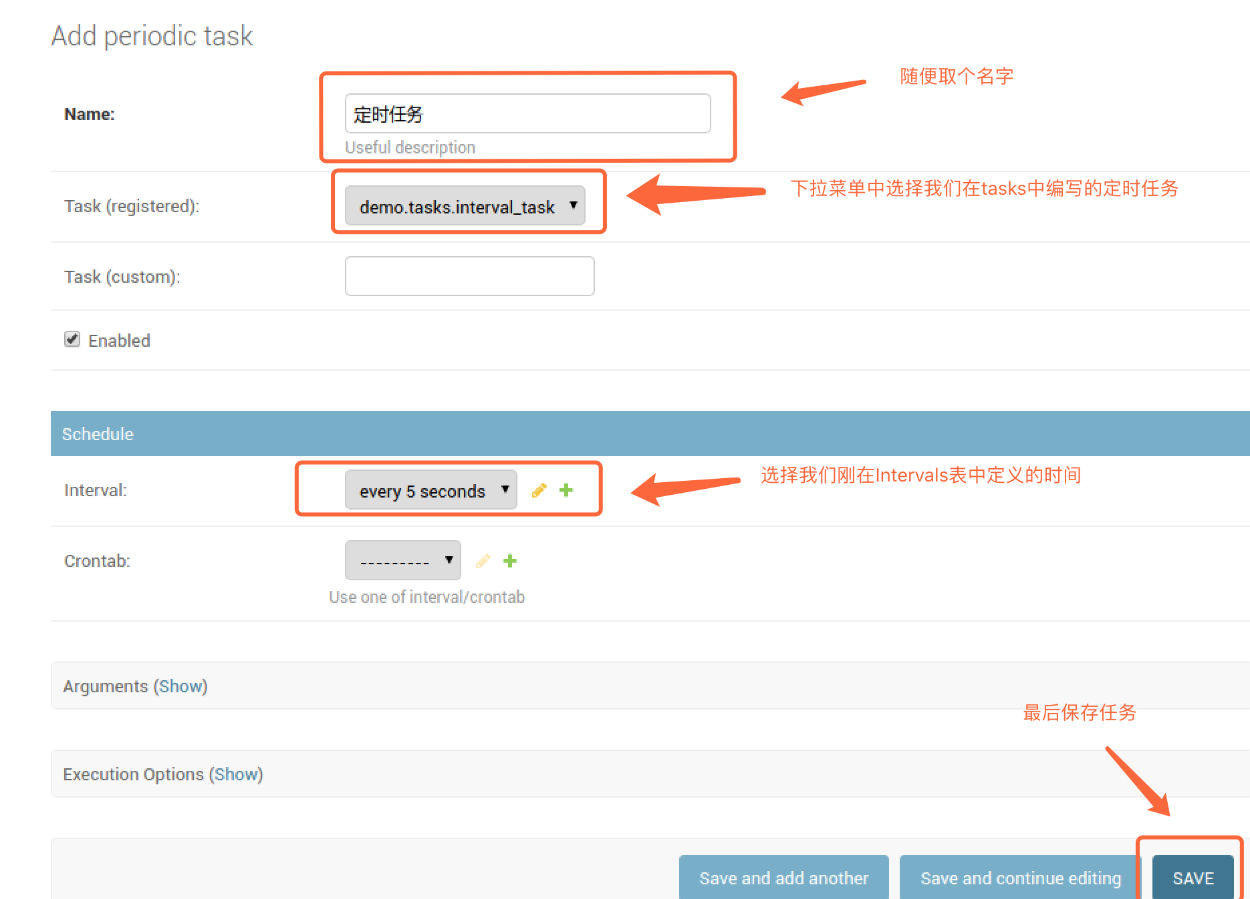 Add periodic task
随便取个名字
Name:
定时任务
Useful description
Task (registered):
demo.tasks.interval_task
下拉菜单中选择我们在tasks中编写的定时任务
Task (custom):
Enabled
Schedule
Interval:
every 5 seconds
选择我们刚在Intervals表中定义的时间
Crontab:
---------
Use one of interval/crontab
Arguments (Show)
最后保存任务
Execution Options (Show)
Save and add another
Save and continue editing
SAVE